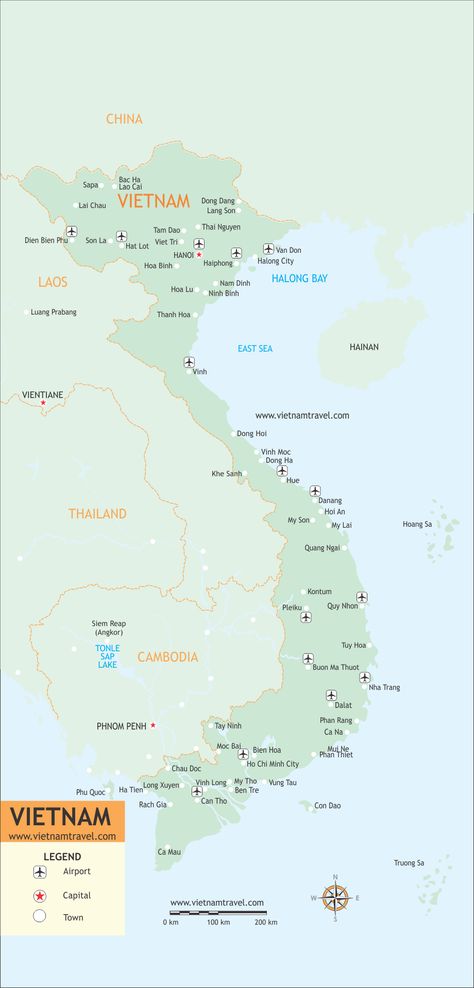 CHINA
Bac Ha
Sapa
Lao Cai
VIETNAM
Dong Dang
Lang Son
Lai Chau
Tam Dao
Thai Nguyen
Dien Bien Phu
Son La
Hat Lot
Viet Tri
HANOI
Van Don
Halong City
Hoa Binh
Haiphong
LAOS
HALONG BAY
Nam Dinh
Hoa Lu
Ninh Binh
Luang Prabang
Thanh Hoa
EAST SEA
HAINAN
Vinh
VIENTIANE
www.vietnamtravel.com
Dong Hoi
Vinh Moc
Dong Ha
Khe Sanh
Hue
Danang
THAILAND
Hoi An
My Son
My Lai
Hoang Sa
Quang Ngai
Kontum
Pleiku
Quy Nhon
Siem Reap
(Angkor)
TONLE
SAP
LAKE
CAMBODIA
Tuy Hoa
Buon Ma Thuot
Nha Trang
Dalat
PHNOM PENH
Tay Ninh
Phan Rang
Ca Na
Moc Bai
Bien Hoa
Mui Ne
Phan Thiet
Ho Chi Minh City
Chau Doc
Phu Quoc
Ha Tien
Long Xuyen
Vinh Long
My Tho
Ben Tre
Vung Tau
Rach Gia
Can Tho
Con Dao
VIETNAM
www.vietnamtravel.com
LEGEND
Airport
Capital
Town
Ca Mau
Truong Sa
N
W
E
S
www.vietnamtravel.com
0 km 100 km 200 km